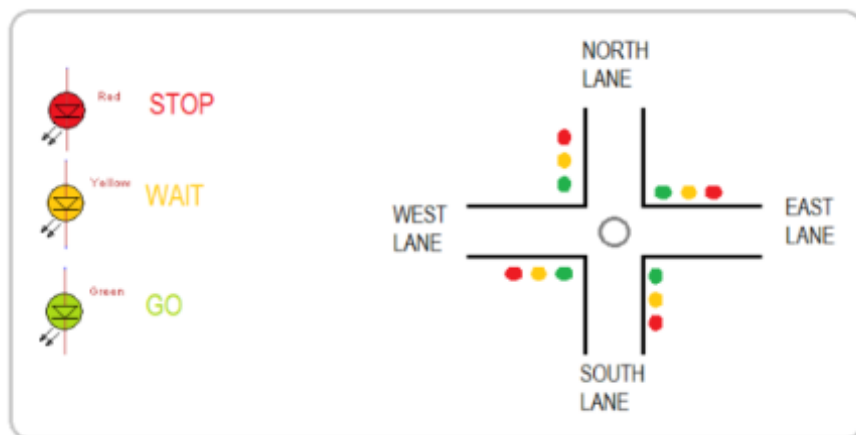 Red
STOP
Yellow
WAIT
Green
GO
NORTH
LANE
WEST
LANE
EAST
LANE
SOUTH
LANE